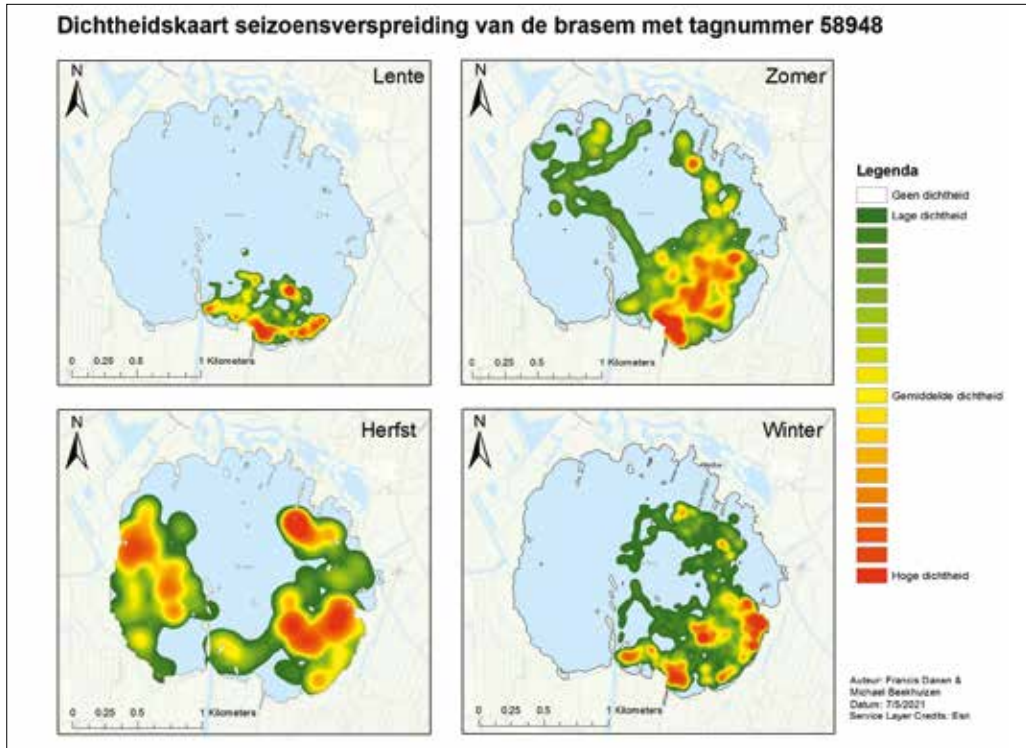 Dichtheidskaart seizoensverspreiding van de brasem met tagnummer 58948
N
Lente
0 0.25 0.5 1 Kilometers
N
Zomer
0 0.25 0.5 1 Kilometers
N
Herfst
0 0.25 0.5 1 Kilometers
N
Winter
0 0.25 0.5 1 Kilometers
Legenda
Geen dichtheid
Lage dichtheid
Gemiddelde dichtheid
Hoge dichtheid
Auteur: Francis Danen &
Michael Beekhuizen
Datum: 7/5/2021
Service Layer Credits: Esri